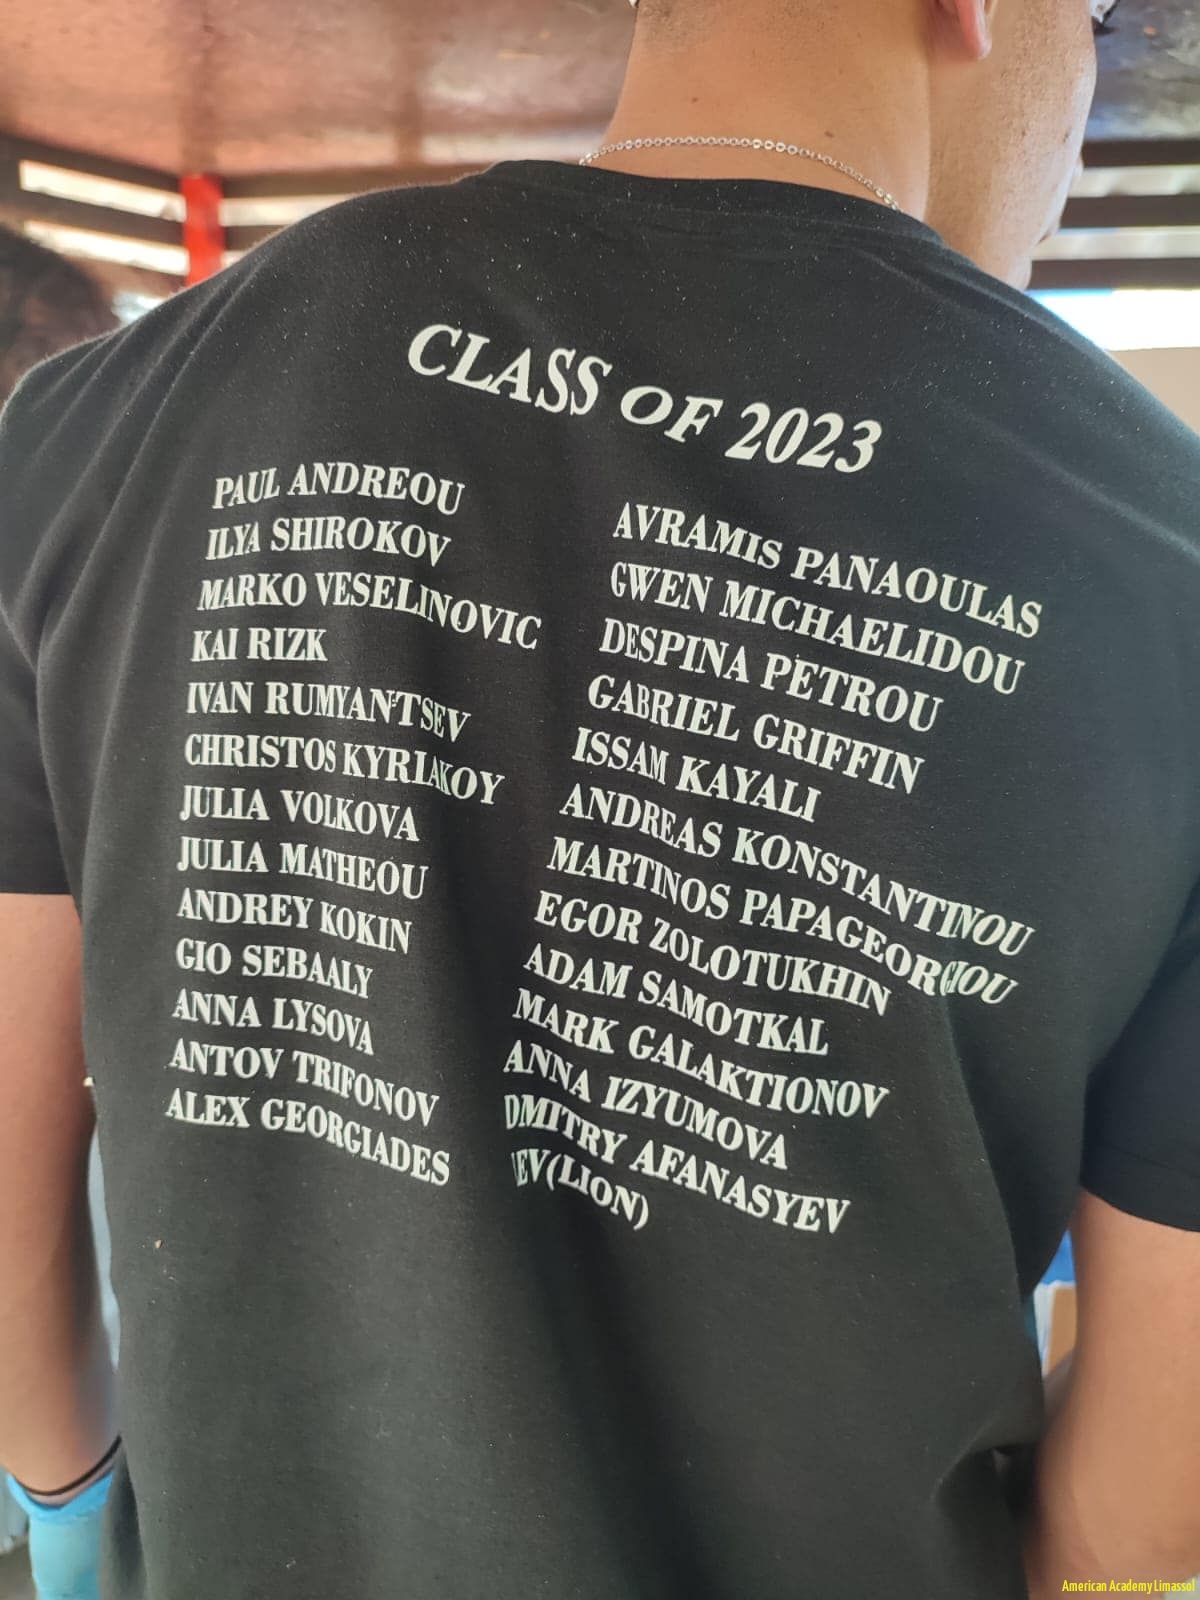 CLASS OF 2023
PAUL ANDREOU
ILYA SHIROKOV
MARKO VESELINOVIC
KAI RIZK
IVAN RUMYANTSEV
CHRISTOS KYRIAKOY
JULIA VOLKOVA
JULIA MATHEOU
ANDREY KOKIN
GIO SEBAALY
ANNA LYSOVA
ANTOV TRIFONOV
ALEX GEORGIADES
AVRAMIS PANAOULAS
GWEN MICHAELIDOU
DESPINA PETROU
GABRIEL GRIFFIN
ISSAM KAYALI
ANDREAS KONSTANTINOU
MARTINOS PAPAGEORGIOU
EGOR ZOLOTUKHIN
ADAM SAMOTKAL
MARK GALAKTIONOV
ANNA IZYUMOVA
DMITRY AFANASYEV
LEV(LION)
American Academy Limassol